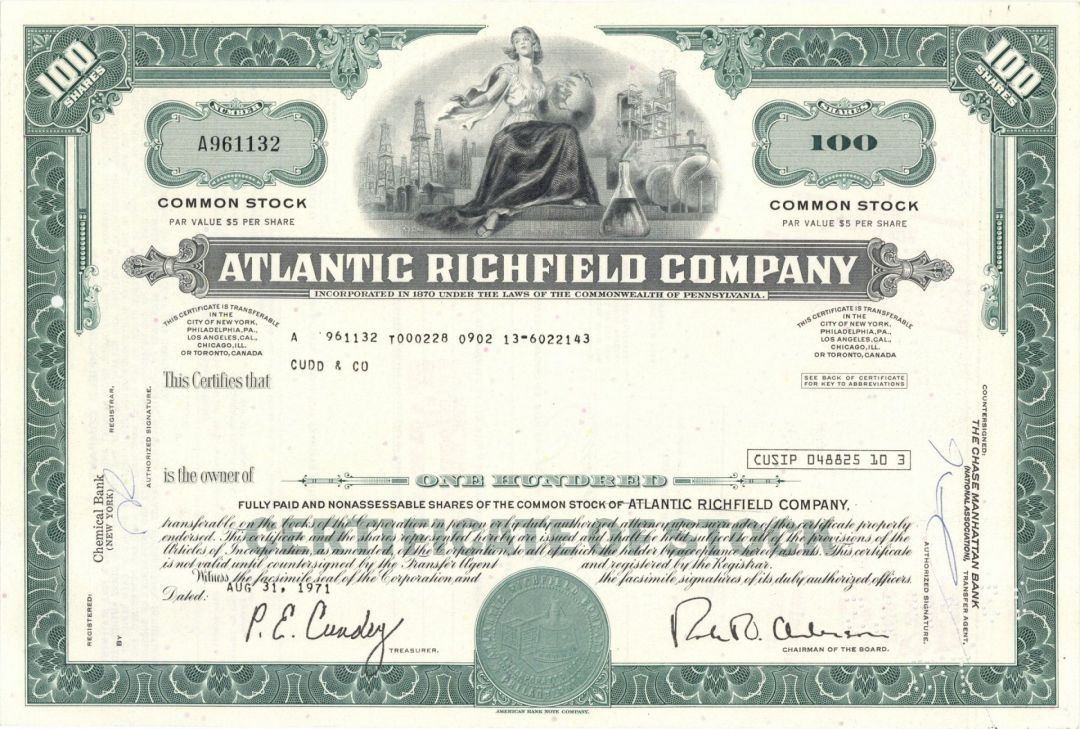 100 SHARES
100 SHARES
NUMBER
A961132
COMMON STOCK
PAR VALUE $5 PER SHARE
SHARES
100
COMMON STOCK
PAR VALUE $5 PER SHARE
ATLANTIC RICHFIELD COMPANY
INCORPORATED IN 1870 UNDER THE LAWS OF THE COMMONWEALTH OF PENNSYLVANIA.
THIS CERTIFICATE IS TRANSFERABLE
IN THE
CITY OF NEW YORK,
PHILADELPHIA, PA.,
LOS ANGELES, CAL.,
CHICAGO, ILL.
OR TORONTO, CANADA
THIS CERTIFICATE IS TRANSFERABLE
IN THE
CITY OF NEW YORK,
PHILADELPHIA, PA.,
LOS ANGELES, CAL.,
CHICAGO, ILL.
OR TORONTO, CANADA
A 961132 T000228 0902 13-6022143
CUDD & CO
This Certifies that
SEE BACK OF CERTIFICATE
FOR KEY TO ABBREVIATIONS
CUSIP 048825 10 3
is the owner of
ONE HUNDRED
FULLY PAID AND NONASSESSABLE SHARES OF THE COMMON STOCK OF ATLANTIC RICHFIELD COMPANY,
transferable on the books of the Corporation in person or by duly authorized attorney upon surrender of this certificate properly
endorsed. This certificate and the shares represented hereby are issued and shall be held subject to all of the provisions of the
Articles of Incorporation, as amended, of the Corporation, to all of which the holder by acceptance hereof assents. This certificate
is not valid until countersigned by the Transfer Agent and registered by the Registrar.
Witness the facsimile seal of the Corporation and the facsimile signatures of its duly authorized officers.
Dated: AUG 31, 1971
P. E. Cundey
TREASURER.
CHAIRMAN OF THE BOARD.
REGISTERED:
Chemical Bank
(NEW YORK)
REGISTRAR,
BY
AUTHORIZED SIGNATURE.
COUNTERSIGNED:
THE CHASE MANHATTAN BANK
(NATIONAL ASSOCIATION),
TRANSFER AGENT,
AUTHORIZED SIGNATURE.
AMERICAN BANK NOTE COMPANY.